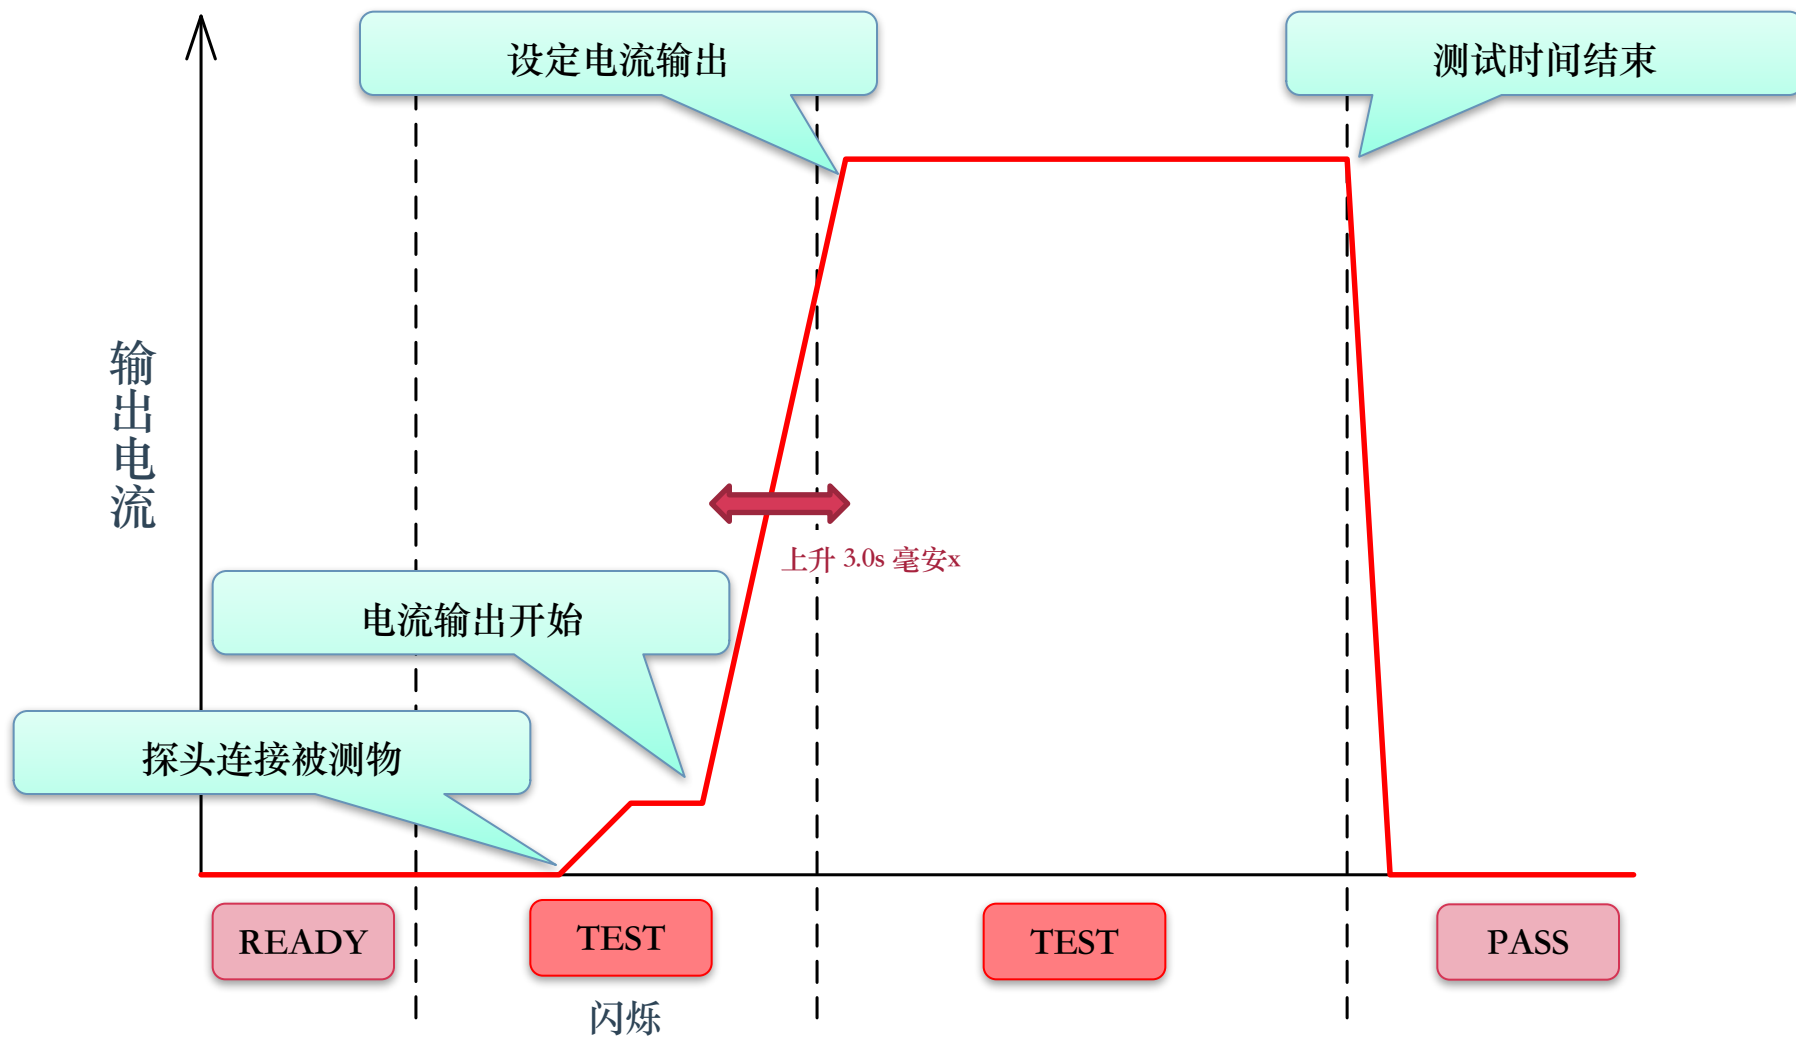 设定电流输出
测试时间结束
输出电流
上升 3.0s 毫安x
电流输出开始
探头连接被测物
READY
TEST
TEST
PASS
闪烁